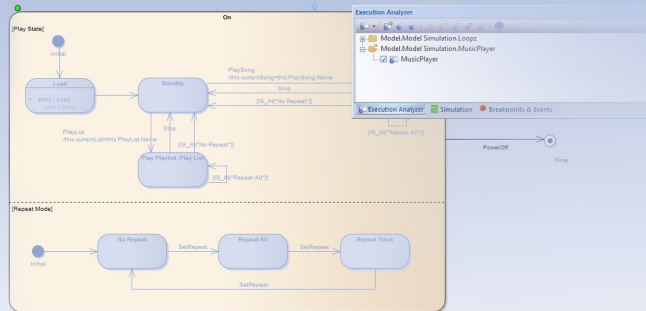 On
[Play State]
Initial
Load
+ entry / Load
Load Library
Standby
PlaySong
/this.currentSong=this.PlaySong.Name
Stop
[IS_IN("No Repeat")]
PlayList
/this.currentList=this.PlayList.Name
Stop
[IS_IN("No Repeat")]
Play Playlist :Play List
[IS_IN("Repeat All")]
[IS_IN("Repeat All")]
PowerOff
Final
[Repeat Mode]
Initial
No Repeat
SetRepeat
Repeat All
SetRepeat
Repeat Track
SetRepeat
Execution Analyzer
Model.Model Simulation.Loopz
Model.Model Simulation.MusicPlayer
MusicPlayer
Execution Analyzer
Simulation
Breakpoints & Events